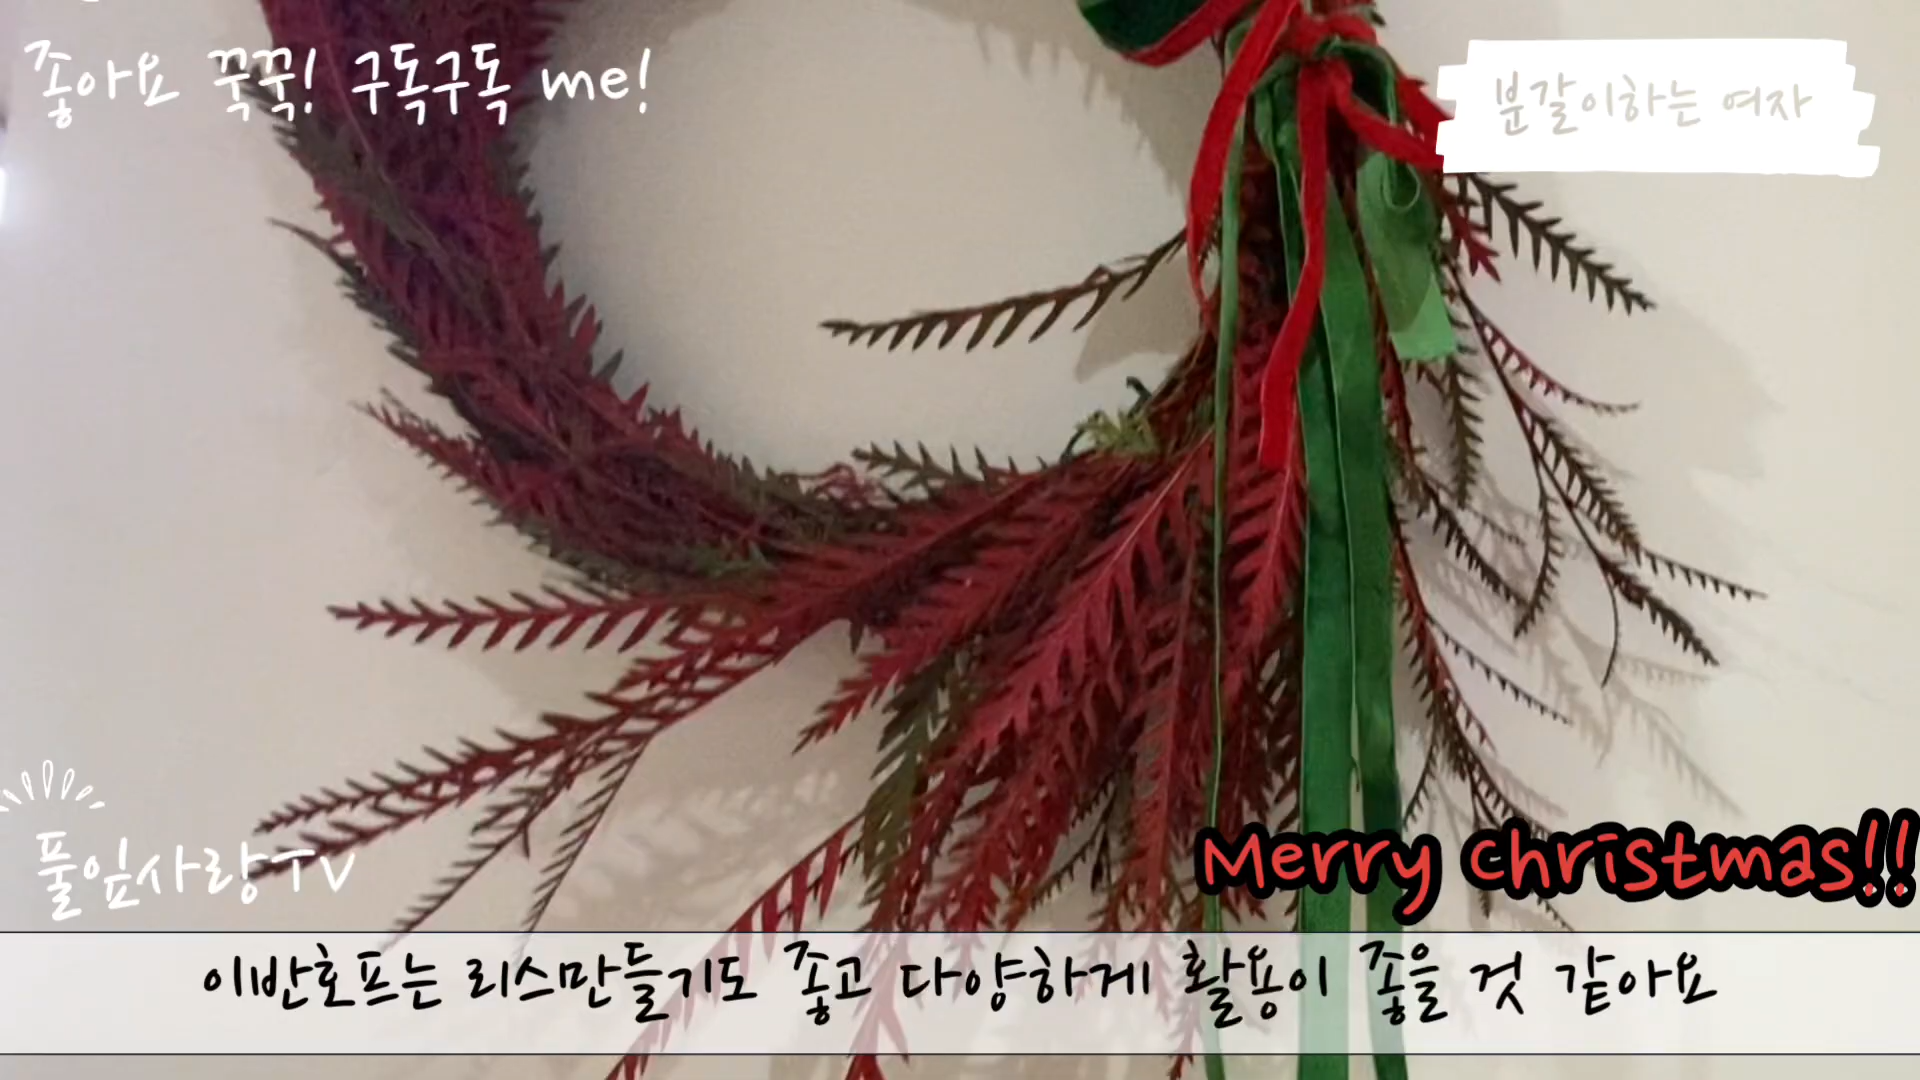 좋아요 꾹꾹! 구독구독 me!
분갈이하는 여자
풀잎사랑TV
Merry christmas!!
이반호프는 리스만들기도 좋고 다양하게 활용이 좋을 것 같아요